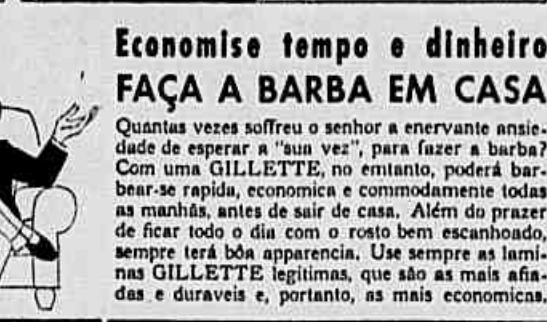 Economise tempo e dinheiro
FAÇA A BARBA EM CASA
Quantas vezes soffreu o senhor a enervante ansie-
dade de esperar a "sua vez", para fazer a barba?
Com uma GILLETTE, no emtanto, poderá bar-
bear-se rapida, economica e commodamente todas
as manhãs, antes de sair de casa. Além do prazer
de ficar todo o dia com o rosto bem escanhoado,
sempre terá bôa apparencia. Use sempre as lami-
nas GILLETTE legitimas, que são as mais afia-
das e duraveis e, portanto, as mais economicas.